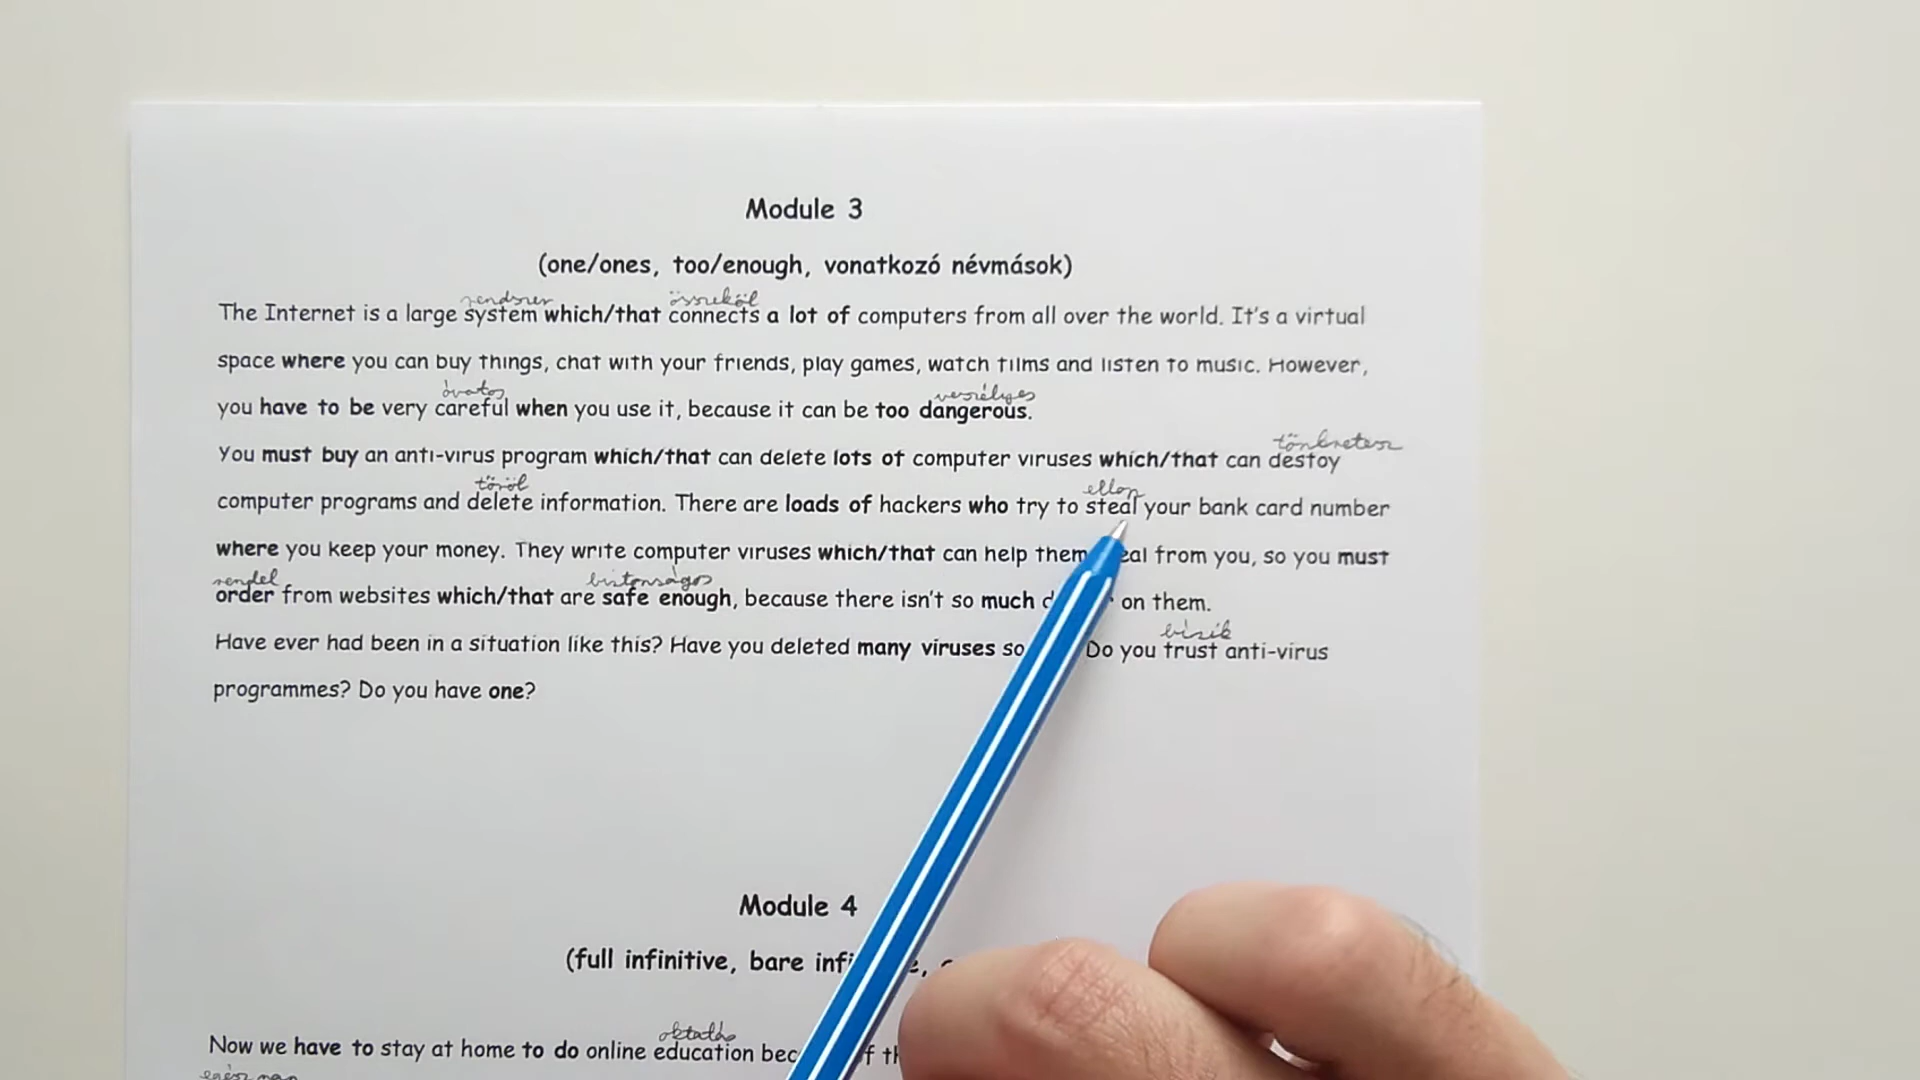 Module 3
(one/ones, too/enough, vonatkozó névmások)
rendszer összeköt
The Internet is a large system which/that connects a lot of computers from all over the world. It's a virtual
space where you can buy things, chat with your friends, play games, watch films and listen to music. However,
óvatos veszélyes
you have to be very careful when you use it, because it can be too dangerous.
tönkretesz
You must buy an anti-virus program which/that can delete lots of computer viruses which/that can destoy
töröl ellop
computer programs and delete information. There are loads of hackers who try to steal your bank card number
where you keep your money. They write computer viruses which/that can help them from you, so you must
rendel biztonságos
order from websites which/that are safe enough, because there isn't so much on them.
bízik
Have ever had been in a situation like this? Have you deleted many viruses so Do you trust anti-virus
programmes? Do you have one?
Module 4
(full infinitive, bare
oktatás
Now we have to stay at home to do online education